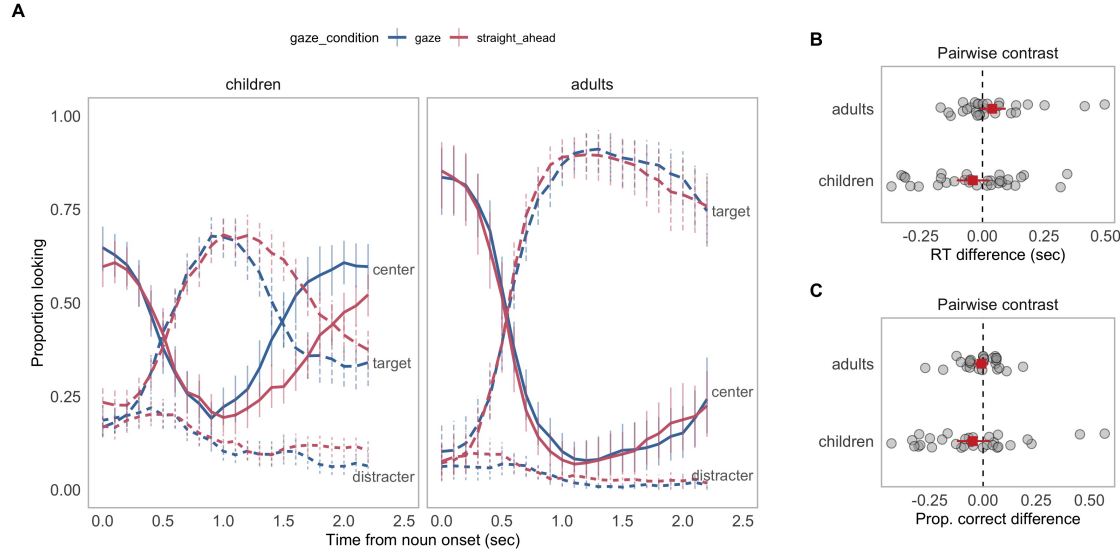 A
gaze_condition gaze straight_ahead
children adults
Proportion looking
1.00
0.75
0.50
0.25
0.00
center
target
distracter
target
center
distracter
0.0 0.5 1.0 1.5 2.0 2.5
0.0 0.5 1.0 1.5 2.0 2.5
Time from noun onset (sec)
B
Pairwise contrast
adults
children
-0.25 0.00 0.25 0.50
RT difference (sec)
C
Pairwise contrast
adults
children
-0.25 0.00 0.25 0.50
Prop. correct difference